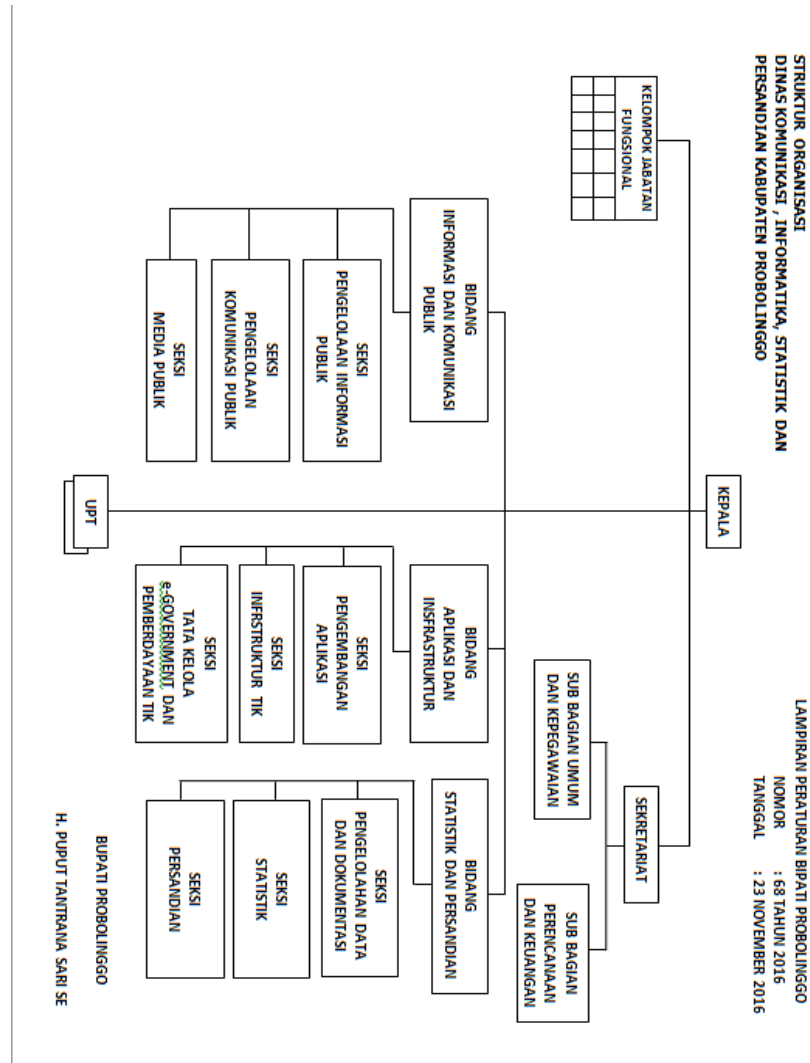 STRUKTUR ORGANISASI
DINAS KOMUNIKASI , INFORMATIKA, STATISTIK DAN
PERSANDIAN KABUPATEN PROBOLINGGO
LAMPIRAN PERATURAN BIPATI PROBOLINGGO
NOMOR : 68 TAHUN 2016
TANGGAL : 23 NOVEMBER 2016
KEPALA
KELOMPOK JABATAN
FUNGSIONAL
SEKRETARIAT
SUB BAGIAN UMUM
DAN KEPEGAWAIAN
SUB BAGIAN
PERENCANAAN
DAN KEUANGAN
BIDANG
INFORMASI DAN KOMUNIKASI
PUBLIK
SEKSI
PENGELOLAAN INFORMASI
PUBLIK
SEKSI
PENGELOLAAN
KOMUNIKASI PUBLIK
SEKSI
MEDIA PUBLIK
BIDANG
APLIKASI DAN
INSFRASTRUKTUR
SEKSI
PENGEMBANGAN
APLIKASI
SEKSI
INFRSTRUKTUR TIK
SEKSI
TATA KELOLA
e-GOVERNMENT DAN
PEMBERDAYAAN TIK
BIDANG
STATISTIK DAN PERSANDIAN
SEKSI
PENGELOLAHAN DATA
DAN DOKUMENTASI
SEKSI
STATISTIK
SEKSI
PERSANDIAN
UPT
BUPATI PROBOLINGGO
H. PUPUT TANTRANA SARI SE